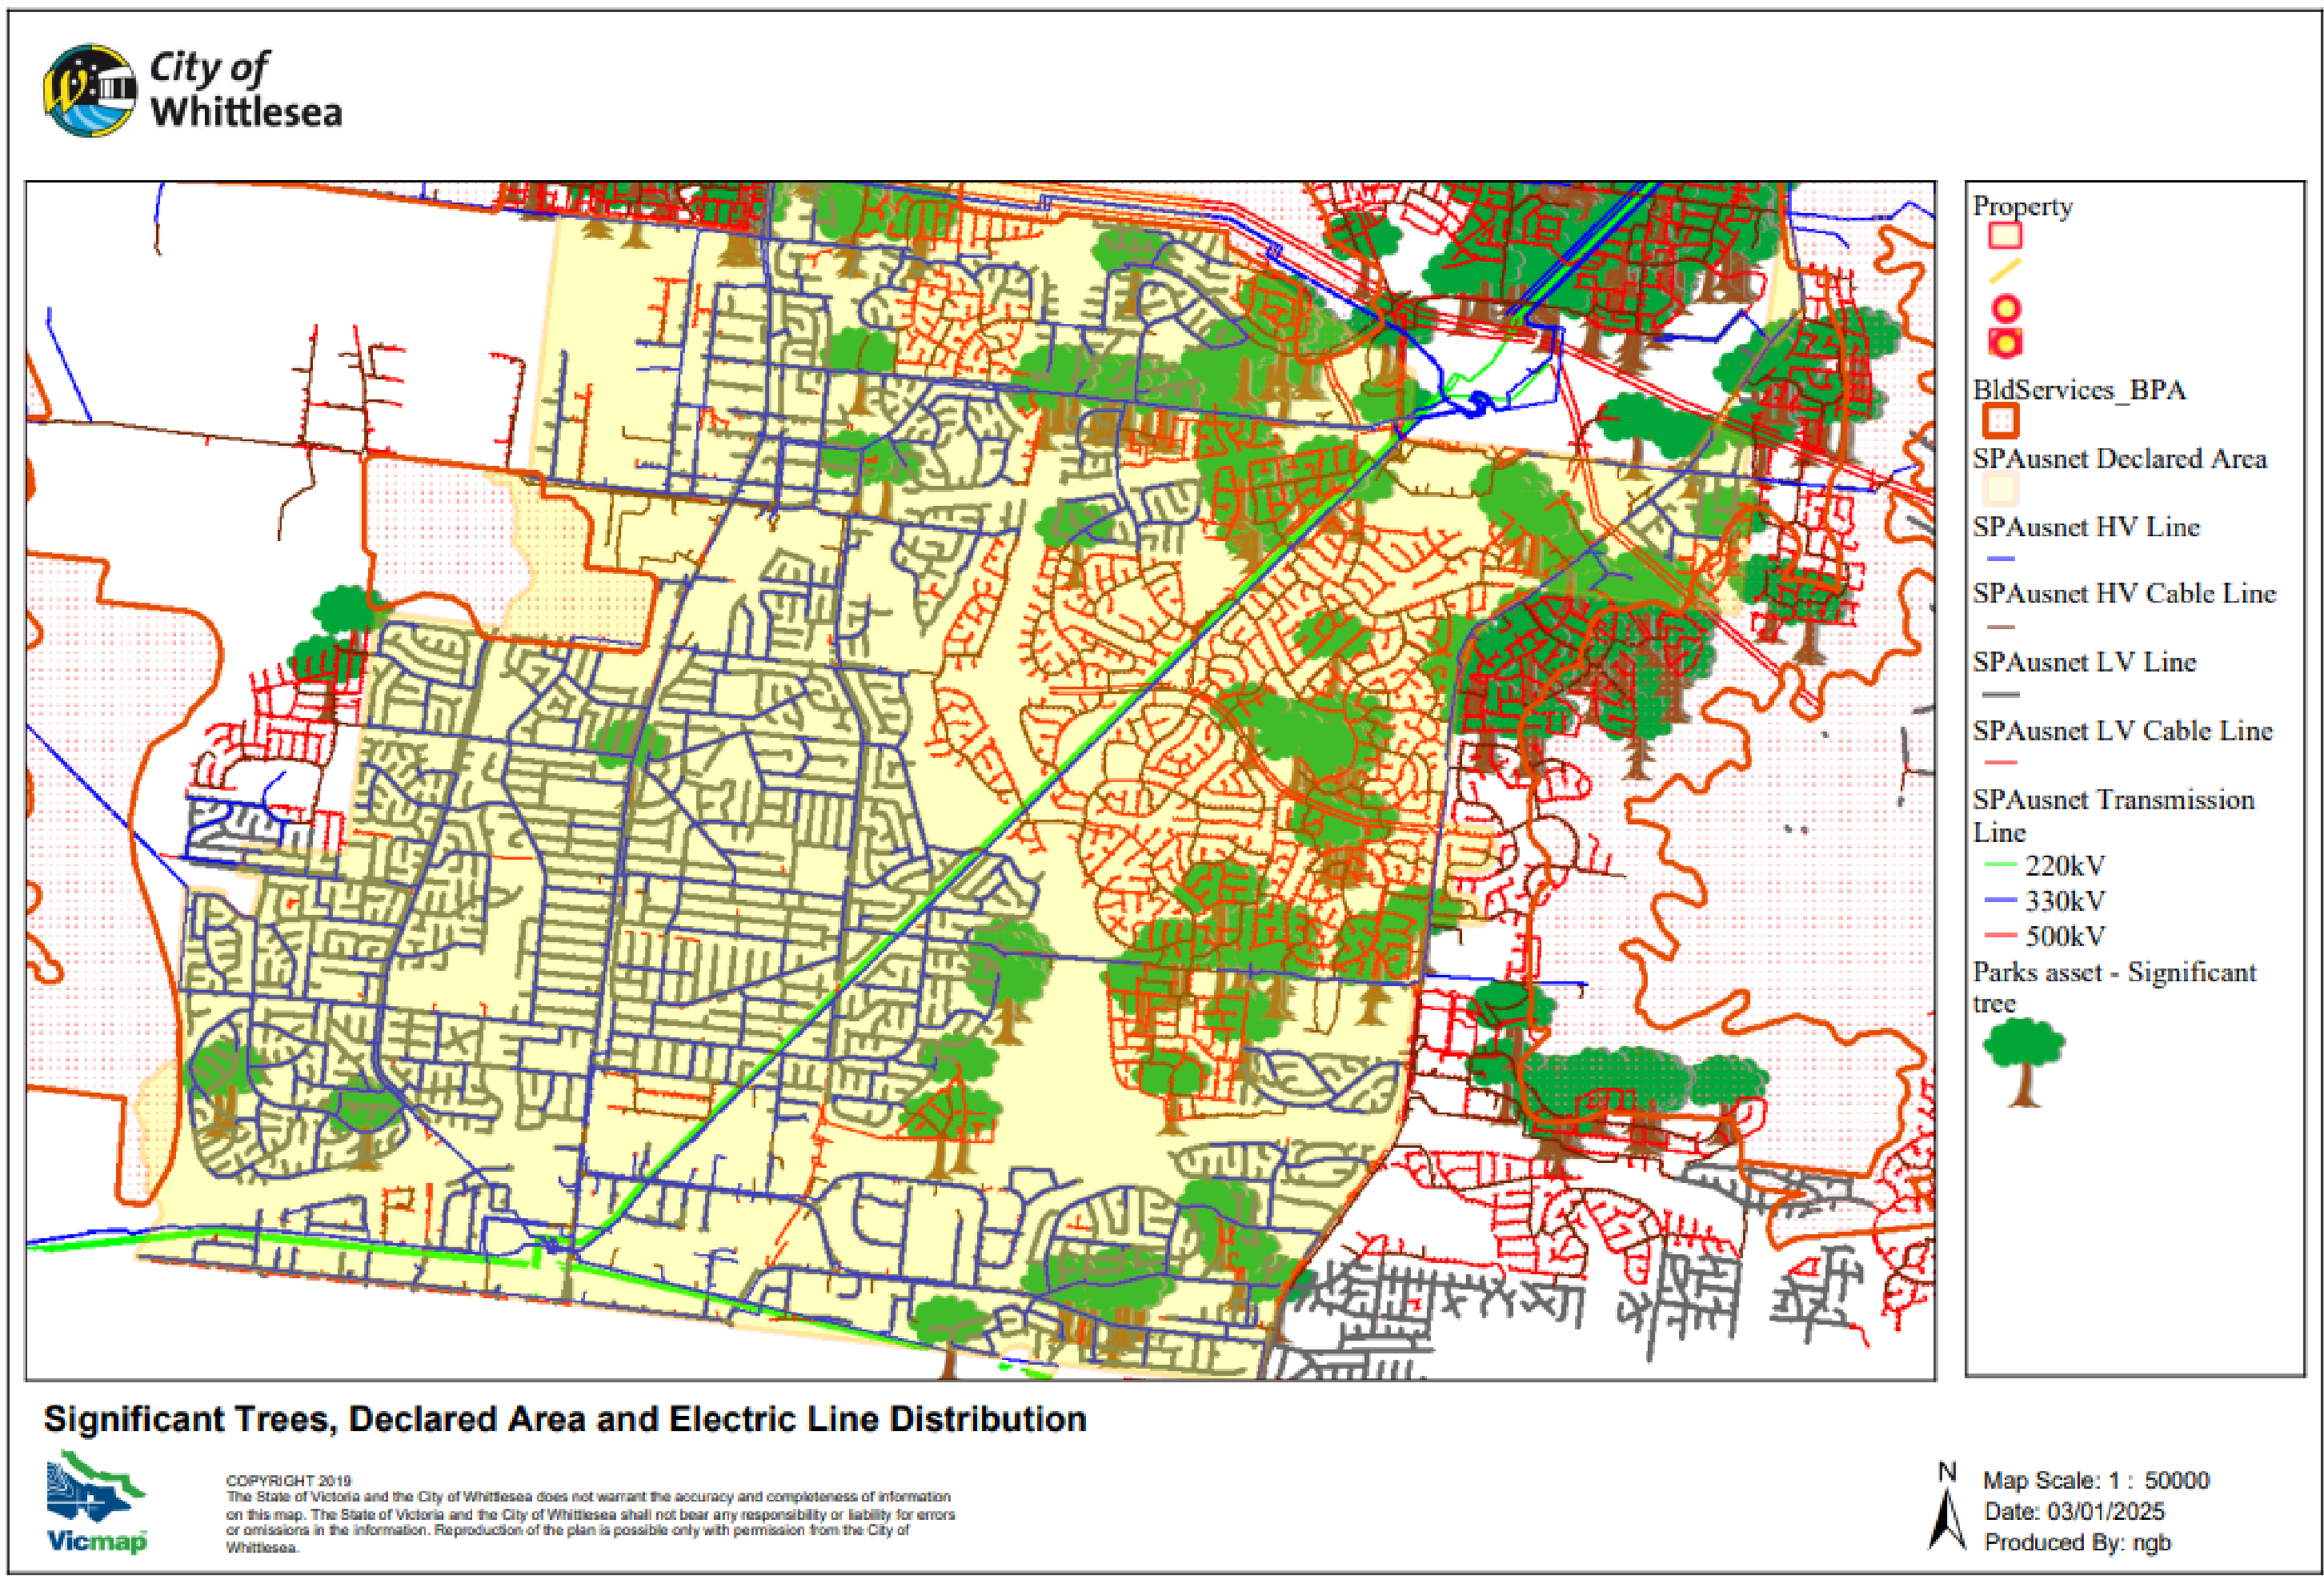 City of
Whittlesea
Property
BldServices_BPA
SPAusnet Declared Area
SPAusnet HV Line
SPAusnet HV Cable Line
SPAusnet LV Line
SPAusnet LV Cable Line
SPAusnet Transmission
Line
220kV
330kV
500kV
Parks asset - Significant
tree
Significant Trees, Declared Area and Electric Line Distribution
Vicmap
COPYRIGHT 2019
The State of Victoria and the City of Whittlesea does not warrant the accuracy and completeness of information
on this map. The State of Victoria and the City of Whittlesea shall not bear any responsibility or liability for errors
or omissions in the information. Reproduction of the plan is possible only with permission from the City of
Whittlesea.
N
Map Scale: 1 : 50000
Date: 03/01/2025
Produced By: ngb